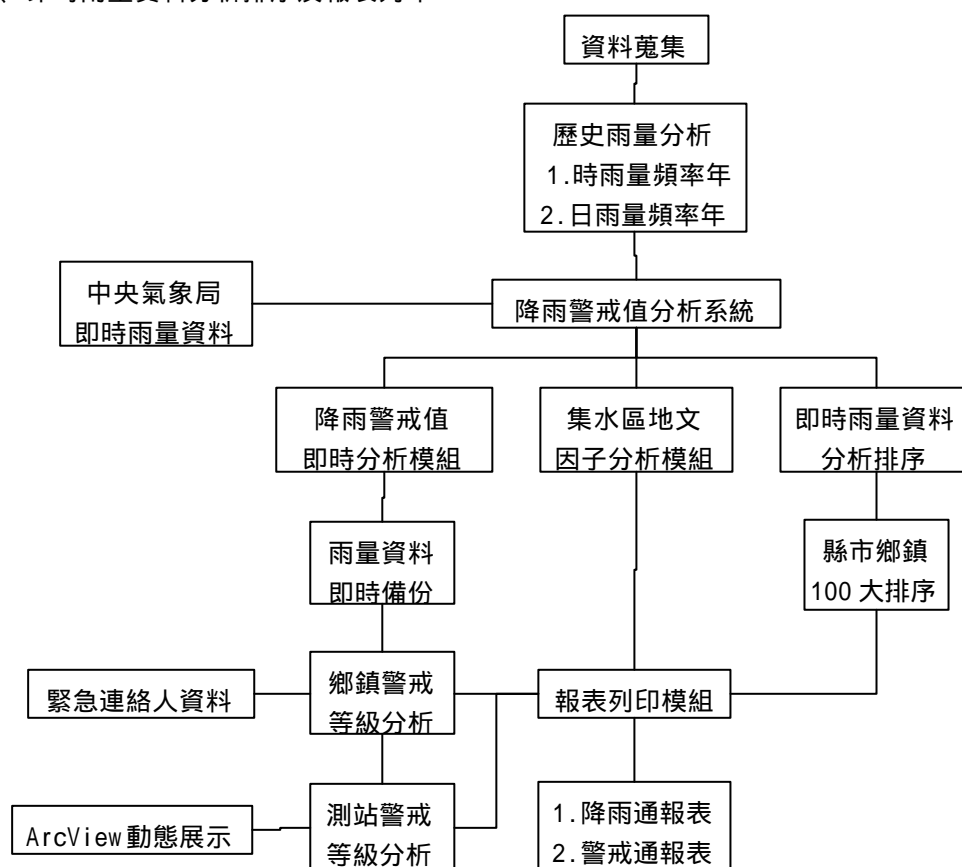 資料蒐集
歷史雨量分析
1.時雨量頻率年
2.日雨量頻率年
中央氣象局
即時雨量資料
降雨警戒值分析系統
降雨警戒值
即時分析模組
集水區地文
因子分析模組
即時雨量資料
分析排序
雨量資料
即時備份
縣市鄉鎮
100 大排序
緊急連絡人資料
鄉鎮警戒
等級分析
報表列印模組
ArcView動態展示
測站警戒
等級分析
1.降雨通報表
2.警戒通報表